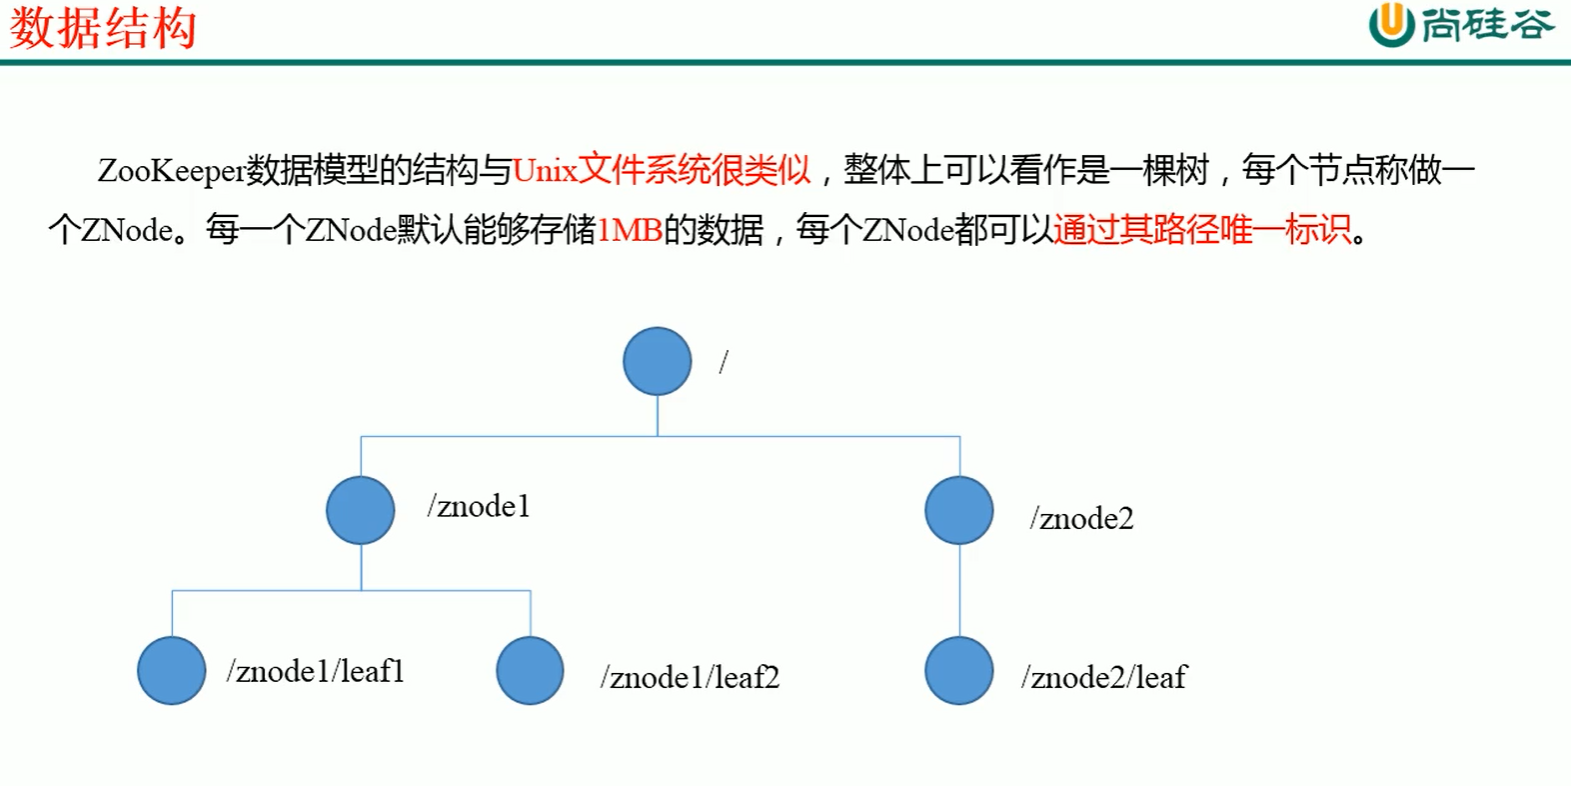 数据结构
尚硅谷
ZooKeeper数据模型的结构与Unix文件系统很类似，整体上可以看作是一棵树，每个节点称做一
个ZNode。每一个ZNode默认能够存储1MB的数据，每个ZNode都可以通过其路径唯一标识。
/
/znode1
/znode2
/znode1/leaf1
/znode1/leaf2
/znode2/leaf